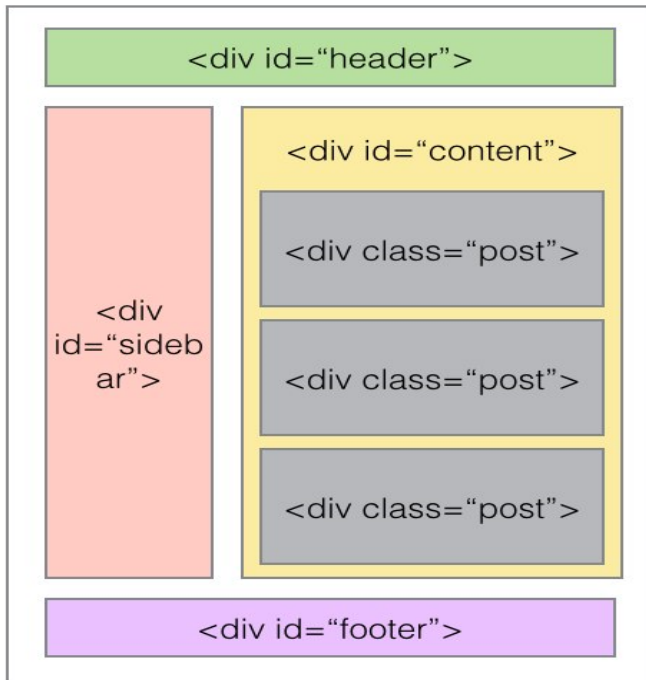 <div id=“header”>
<div
id=“sideb
ar”>
<div id=“content”>
<div class=“post”>
<div class=“post”>
<div class=“post”>
<div id=“footer”>